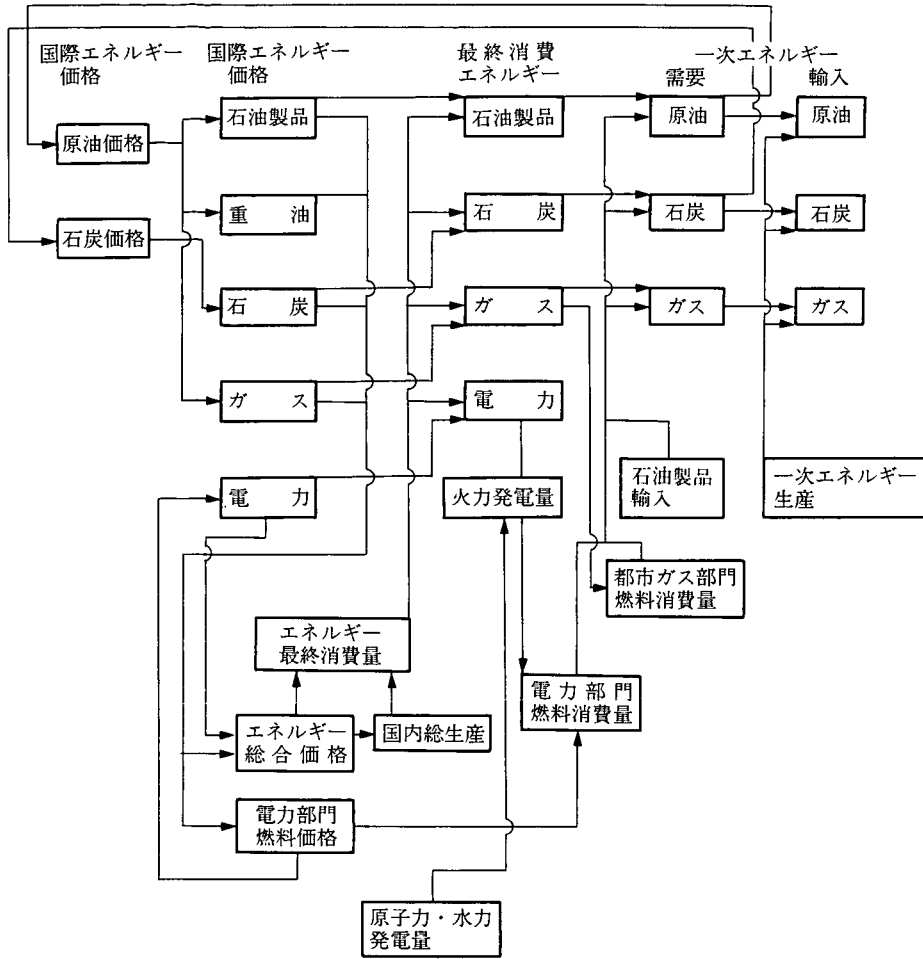 国際エネルギー
価格
国際エネルギー
価格
最終消費
エネルギー
一次エネルギー
需要
輸入
原油価格
石炭価格
石油製品
重油
石炭
ガス
電力
石油製品
石炭
ガス
電力
原油
石炭
ガス
原油
石炭
ガス
火力発電量
石油製品
輸入
一次エネルギー
生産
都市ガス部門
燃料消費量
エネルギー
最終消費量
電力部門
燃料消費量
エネルギー
総合価格
国内総生産
電力部門
燃料価格
原子力・水力
発電量